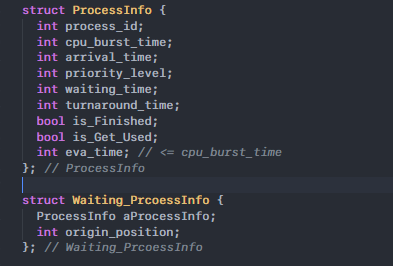 struct ProcessInfo {
  int process_id;
  int cpu_burst_time;
  int arrival_time;
  int priority_level;
  int waiting_time;
  int turnaround_time;
  bool is_Finished;
  bool is_Get_Used;
  int eva_time; // <= cpu_burst_time
}; // ProcessInfo
struct Waiting_PrcoessInfo {
  ProcessInfo aProcessInfo;
  int origin_position;
}; // Waiting_PrcoessInfo